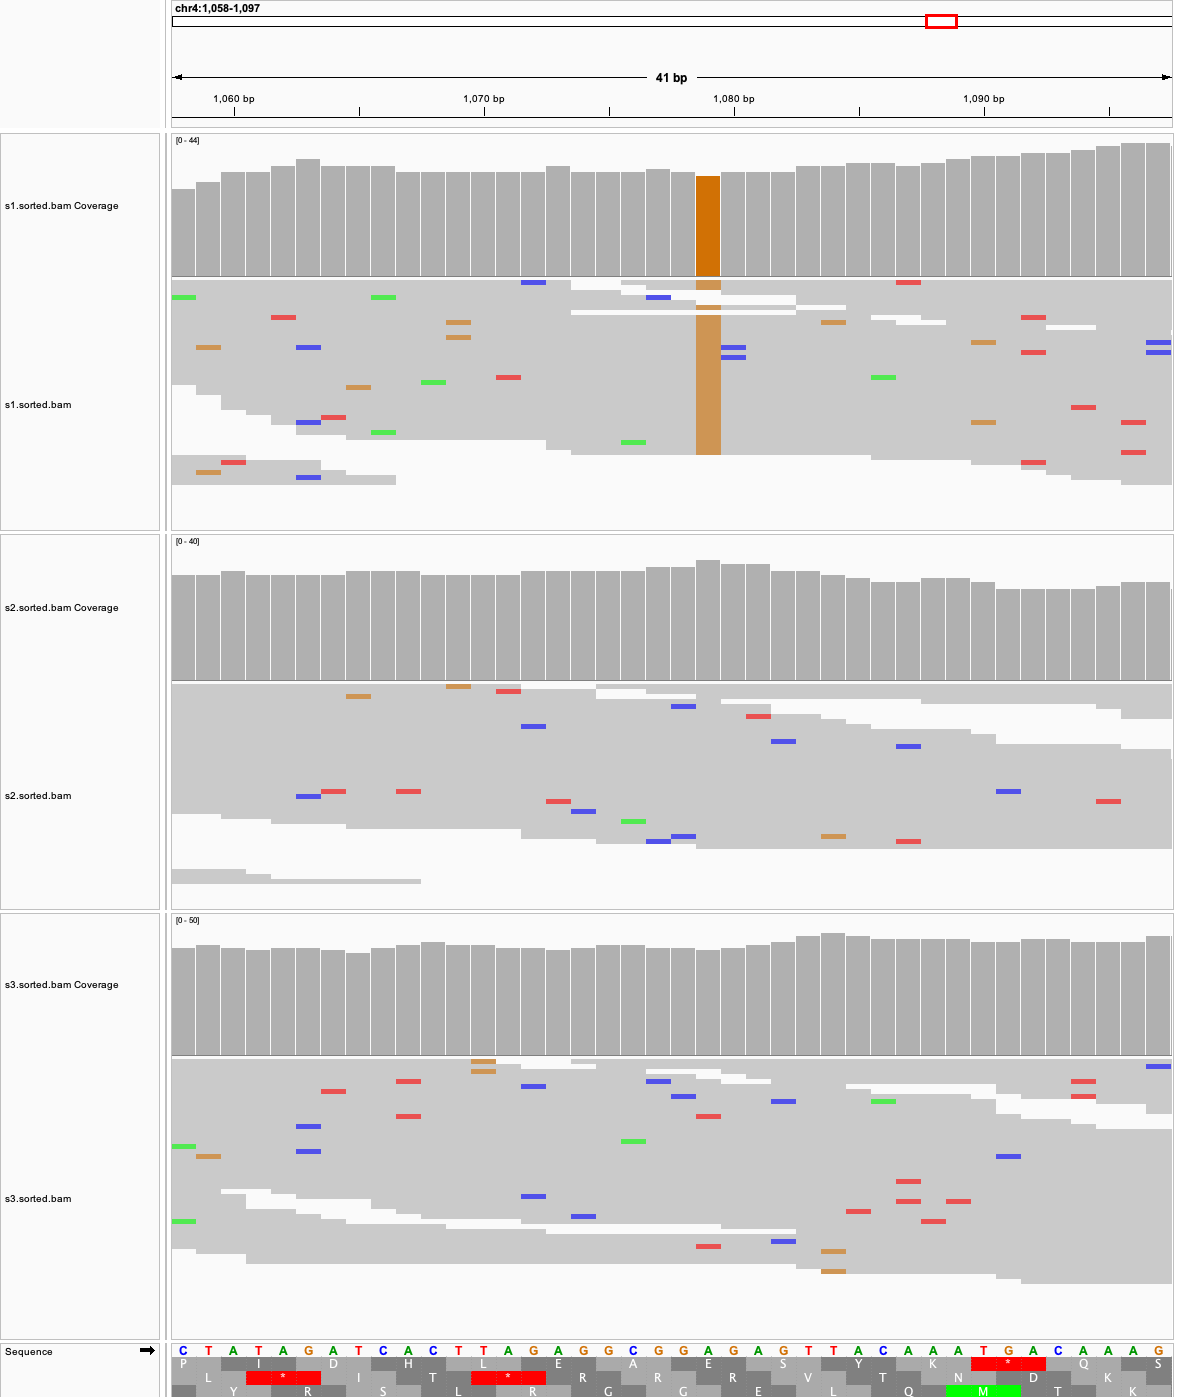 chr4:1,058-1,097
41 bp
1,060 bp 1,070 bp 1,080 bp 1,090 bp
[0 - 44]
s1.sorted.bam Coverage
s1.sorted.bam
[0 - 40]
s2.sorted.bam Coverage
s2.sorted.bam
[0 - 50]
s3.sorted.bam Coverage
s3.sorted.bam
Sequence C T A T A G A T C A C T T A G A G G C G G A G A G T T A C A A A T G A C A A A G
P I D H L E A E S Y K * Q S
L * I T * R R R V T N D K
Y R S L R G G E L Q M T K